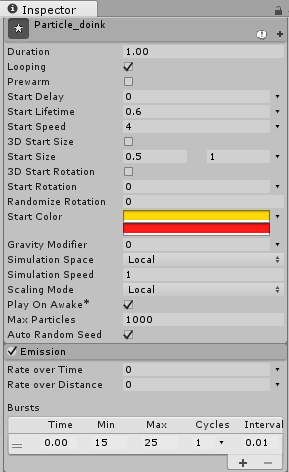 Inspector
Particle_doink
Duration 1.00
Looping
Prewarm
Start Delay 0
Start Lifetime 0.6
Start Speed 4
3D Start Size
Start Size 0.5 1
3D Start Rotation
Start Rotation 0
Randomize Rotation 0
Start Color
Gravity Modifier 0
Simulation Space Local
Simulation Speed 1
Scaling Mode Local
Play On Awake*
Max Particles 1000
Auto Random Seed
Emission
Rate over Time 0
Rate over Distance 0
Bursts
Time Min Max Cycles Interval
0.00 15 25 1 0.01